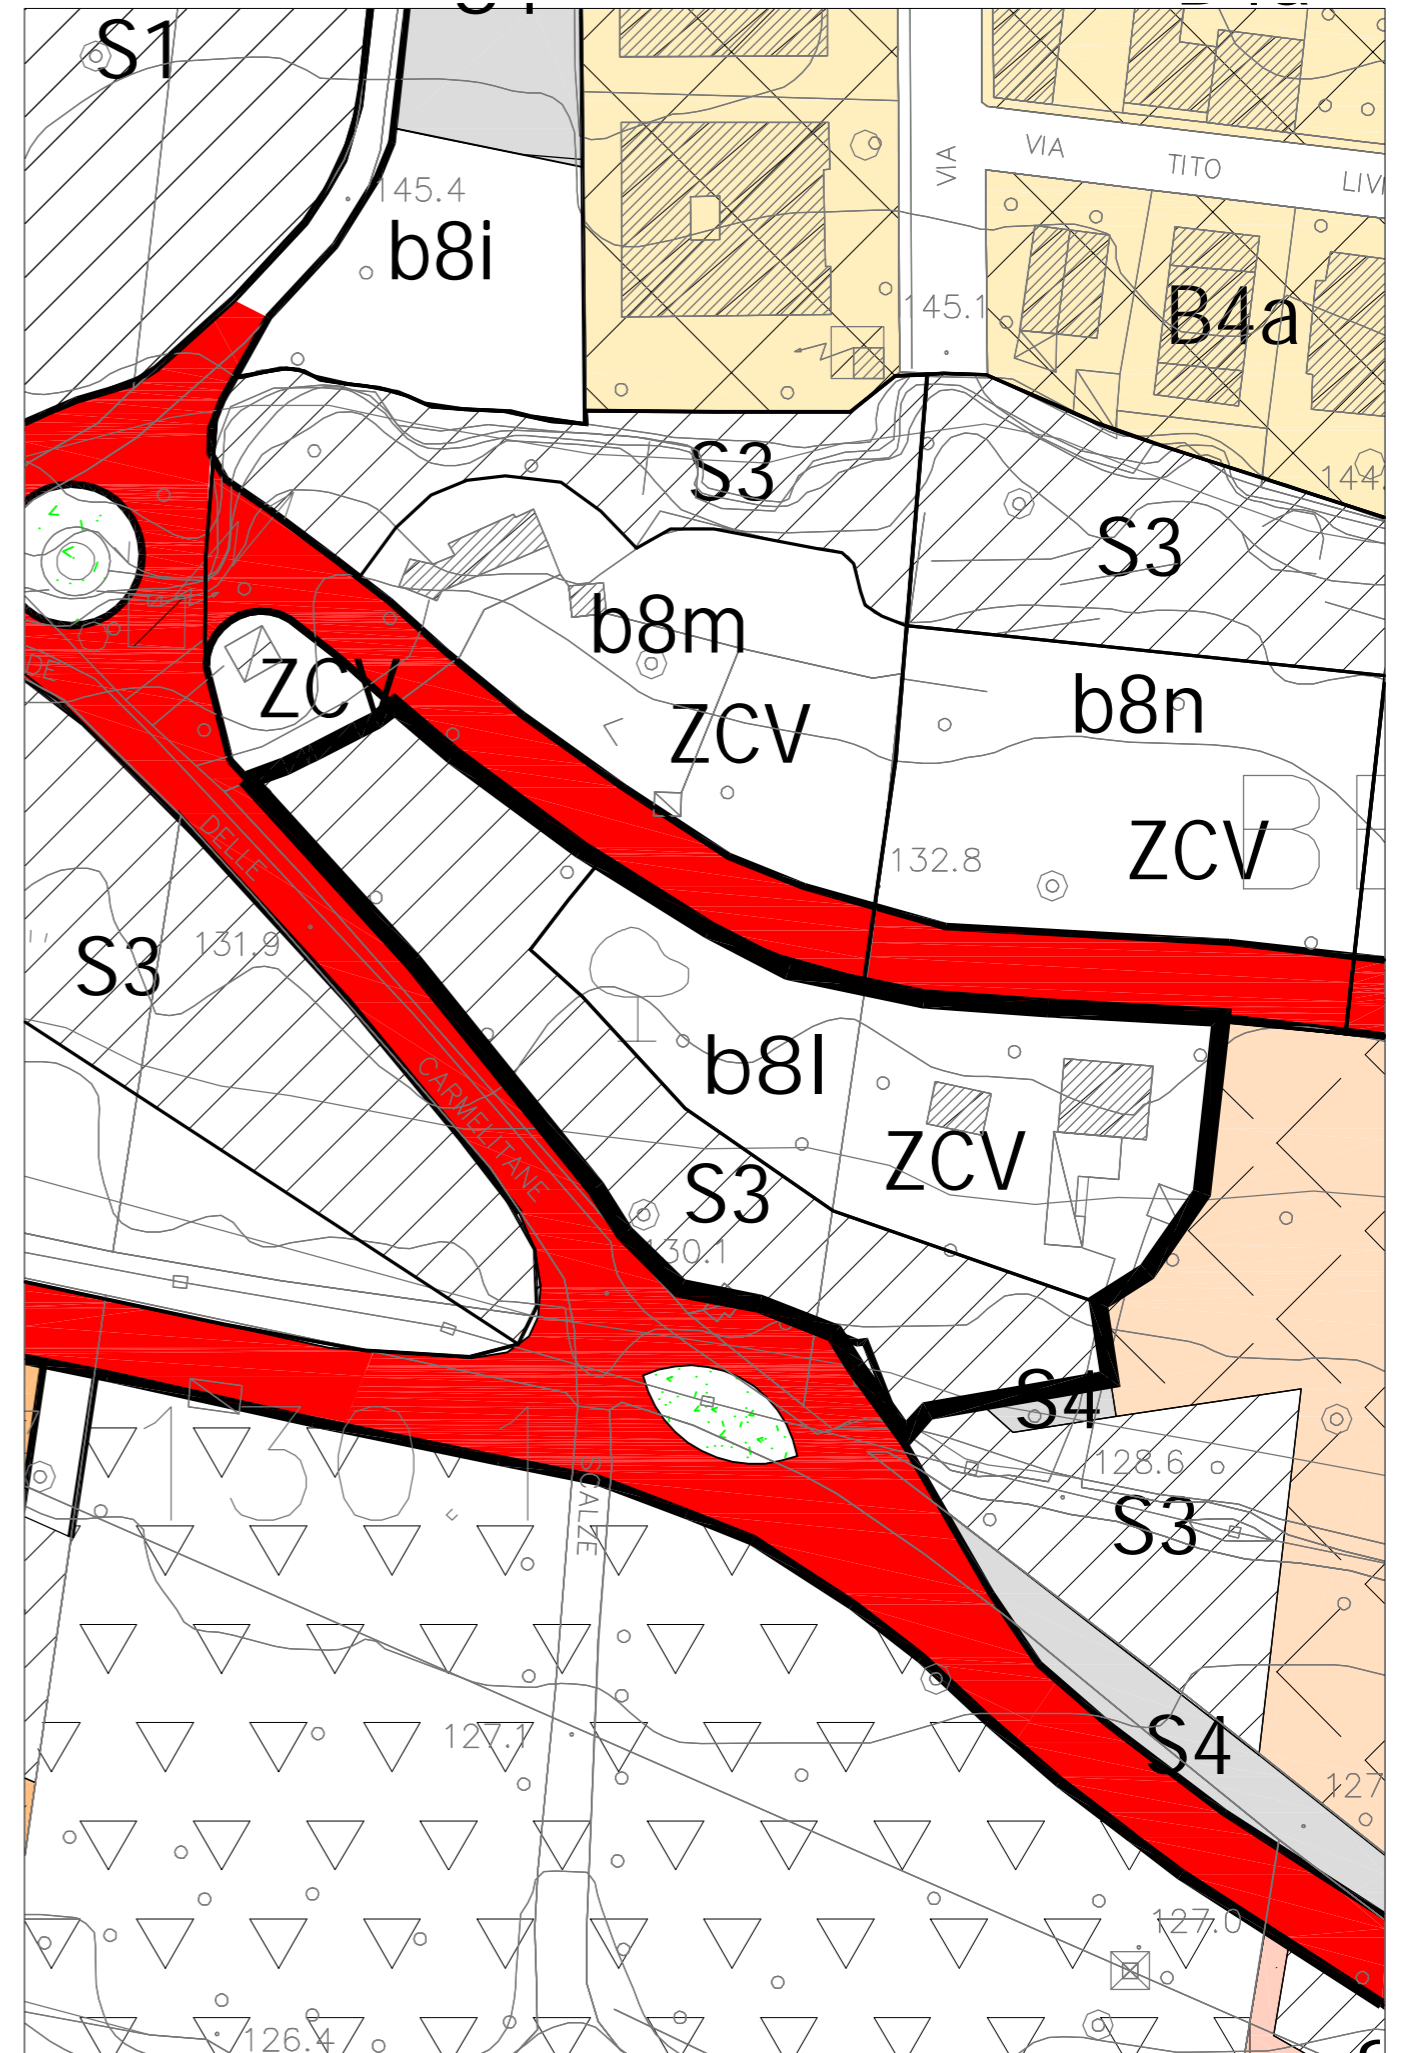 S1
145.4
b8i
VIA
VIA
TITO
LIVI
145.1
B4a
144.
S3
S3
b8m
DE
ZCV
ZCV
b8n
ZCV
B
DELLE
132.8
131.9
S3
b8l
CARMELITANE
ZCV
S3
130.1
S4
128.6
130.1
SCALZE
S3
127.1
S4
127
127.0
126.4